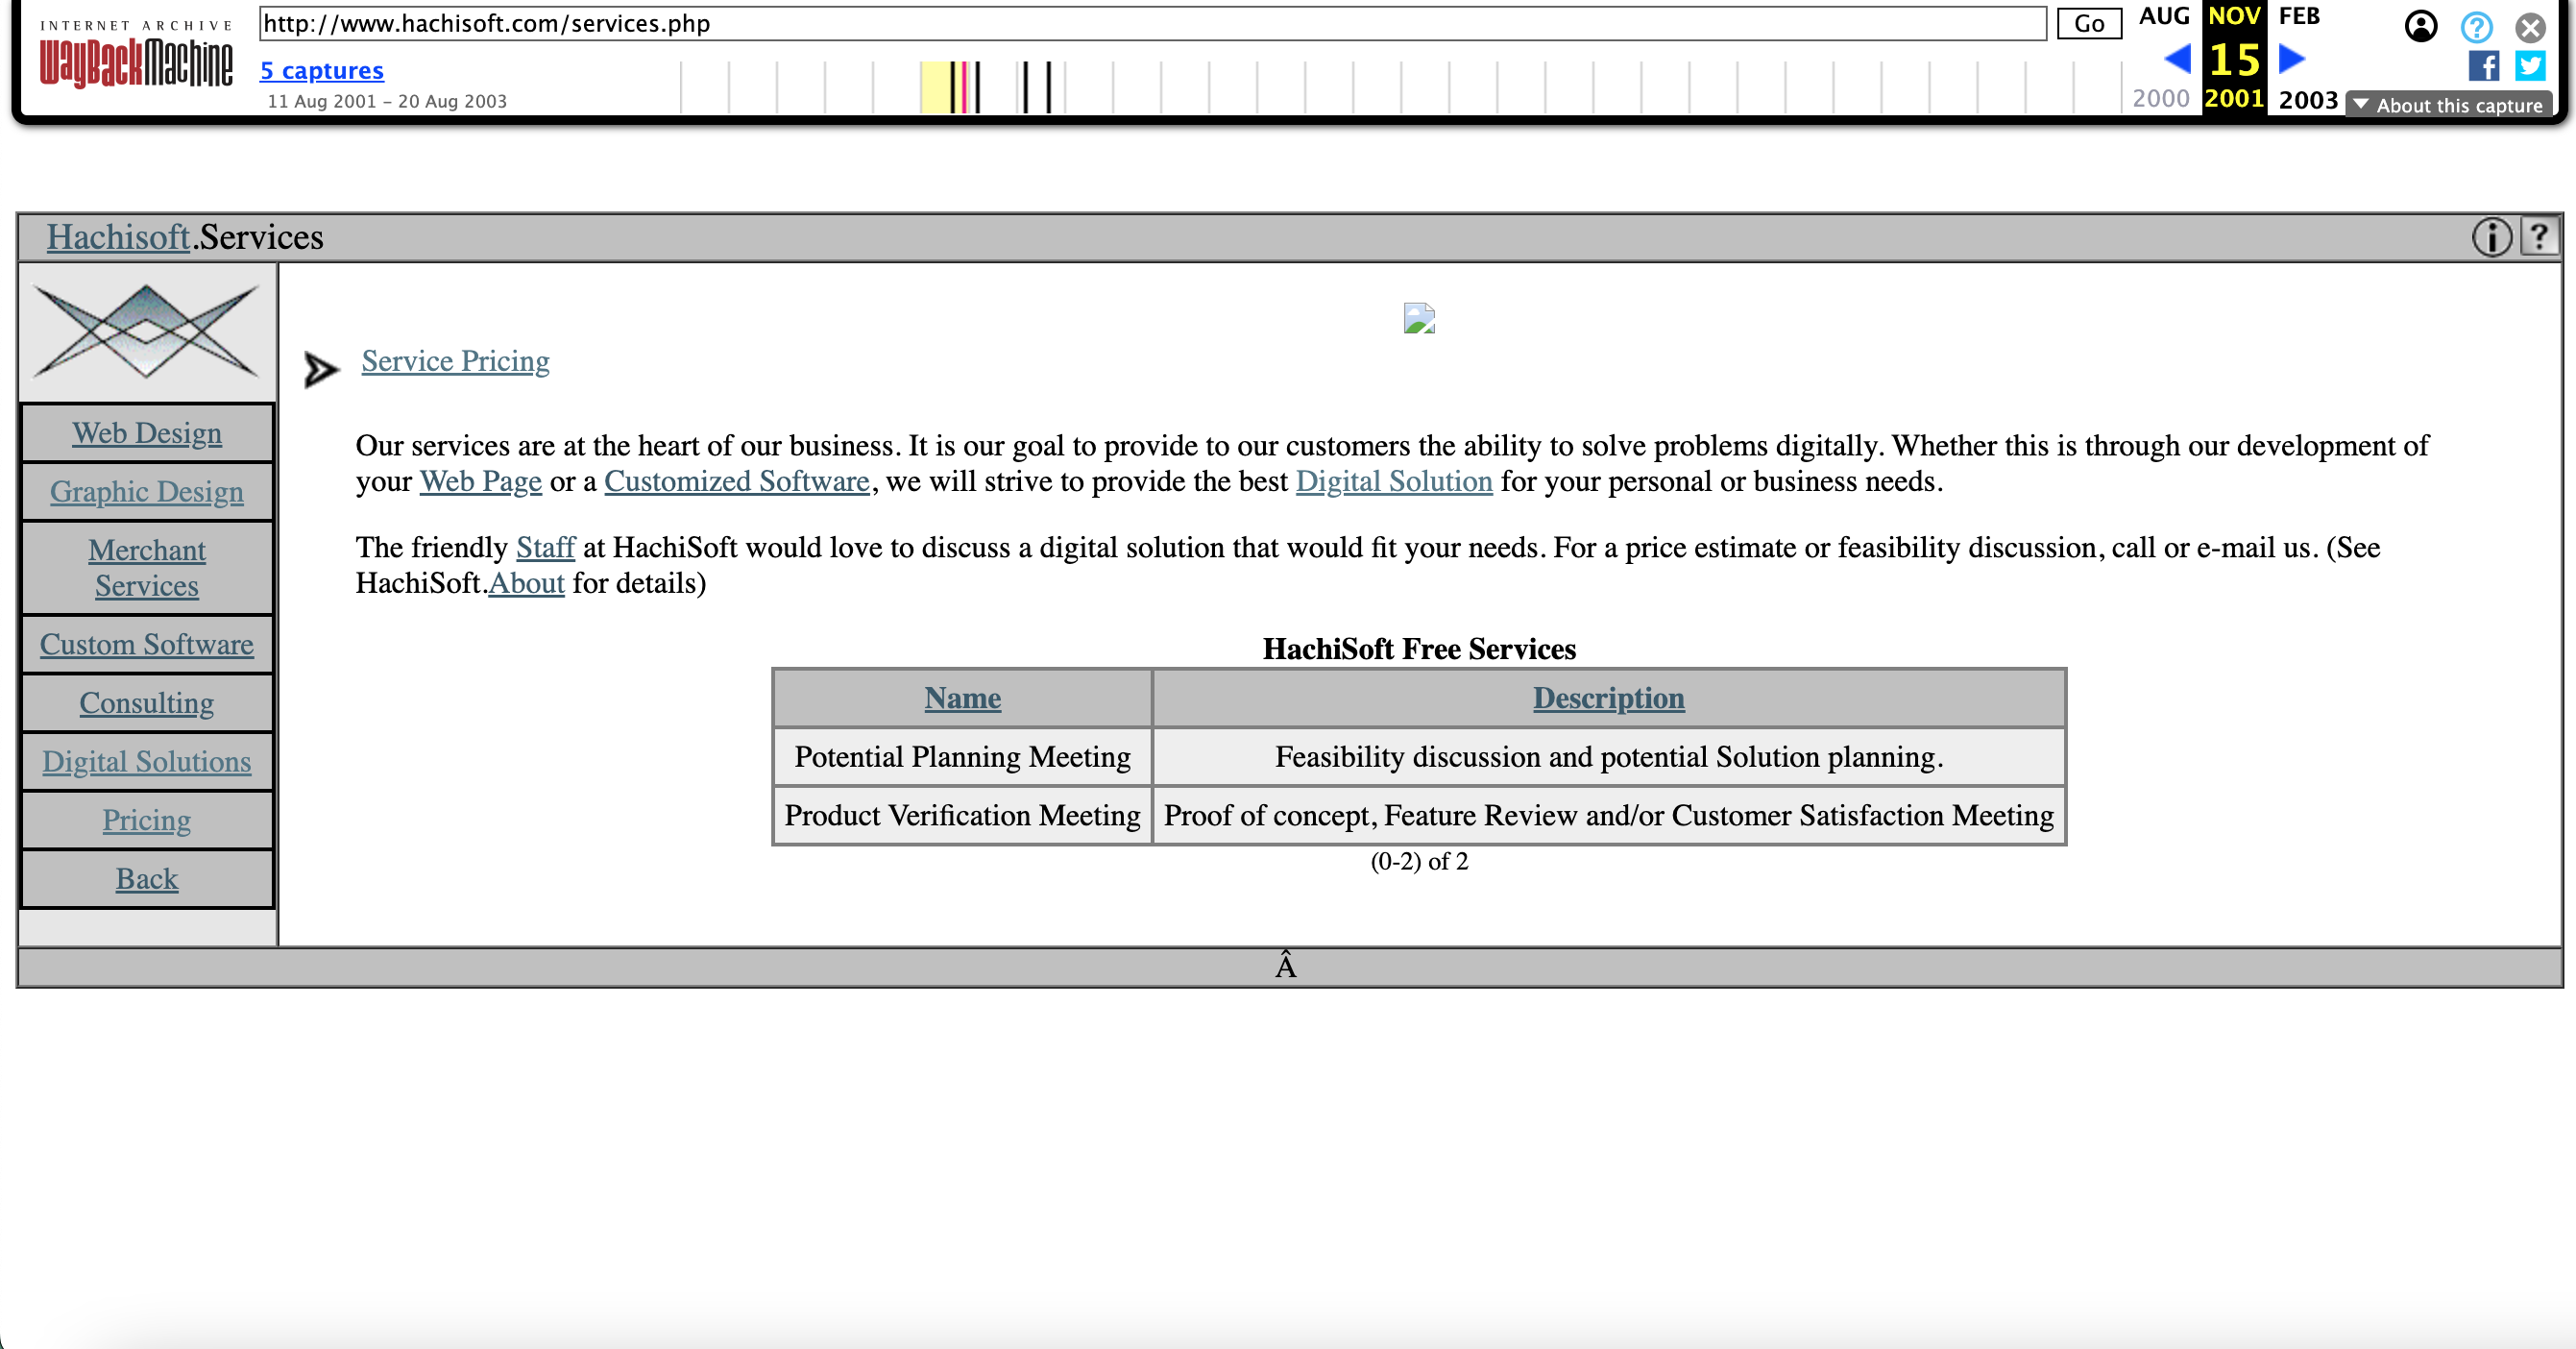 INTERNET ARCHIVE
WayBackMachine
http://www.hachisoft.com/services.php
Go
AUG NOV FEB
15
2000 2001 2003
5 captures
11 Aug 2001 - 20 Aug 2003
f
?
About this capture
Hachisoft.Services
i ?
Service Pricing
Web Design
Graphic Design
Merchant
Services
Custom Software
Consulting
Digital Solutions
Pricing
Back
Our services are at the heart of our business. It is our goal to provide to our customers the ability to solve problems digitally. Whether this is through our development of
your Web Page or a Customized Software, we will strive to provide the best Digital Solution for your personal or business needs.
The friendly Staff at HachiSoft would love to discuss a digital solution that would fit your needs. For a price estimate or feasibility discussion, call or e-mail us. (See
HachiSoft.About for details)
HachiSoft Free Services
Name Description
Potential Planning Meeting Feasibility discussion and potential Solution planning.
Product Verification Meeting Proof of concept, Feature Review and/or Customer Satisfaction Meeting
(0-2) of 2
Â